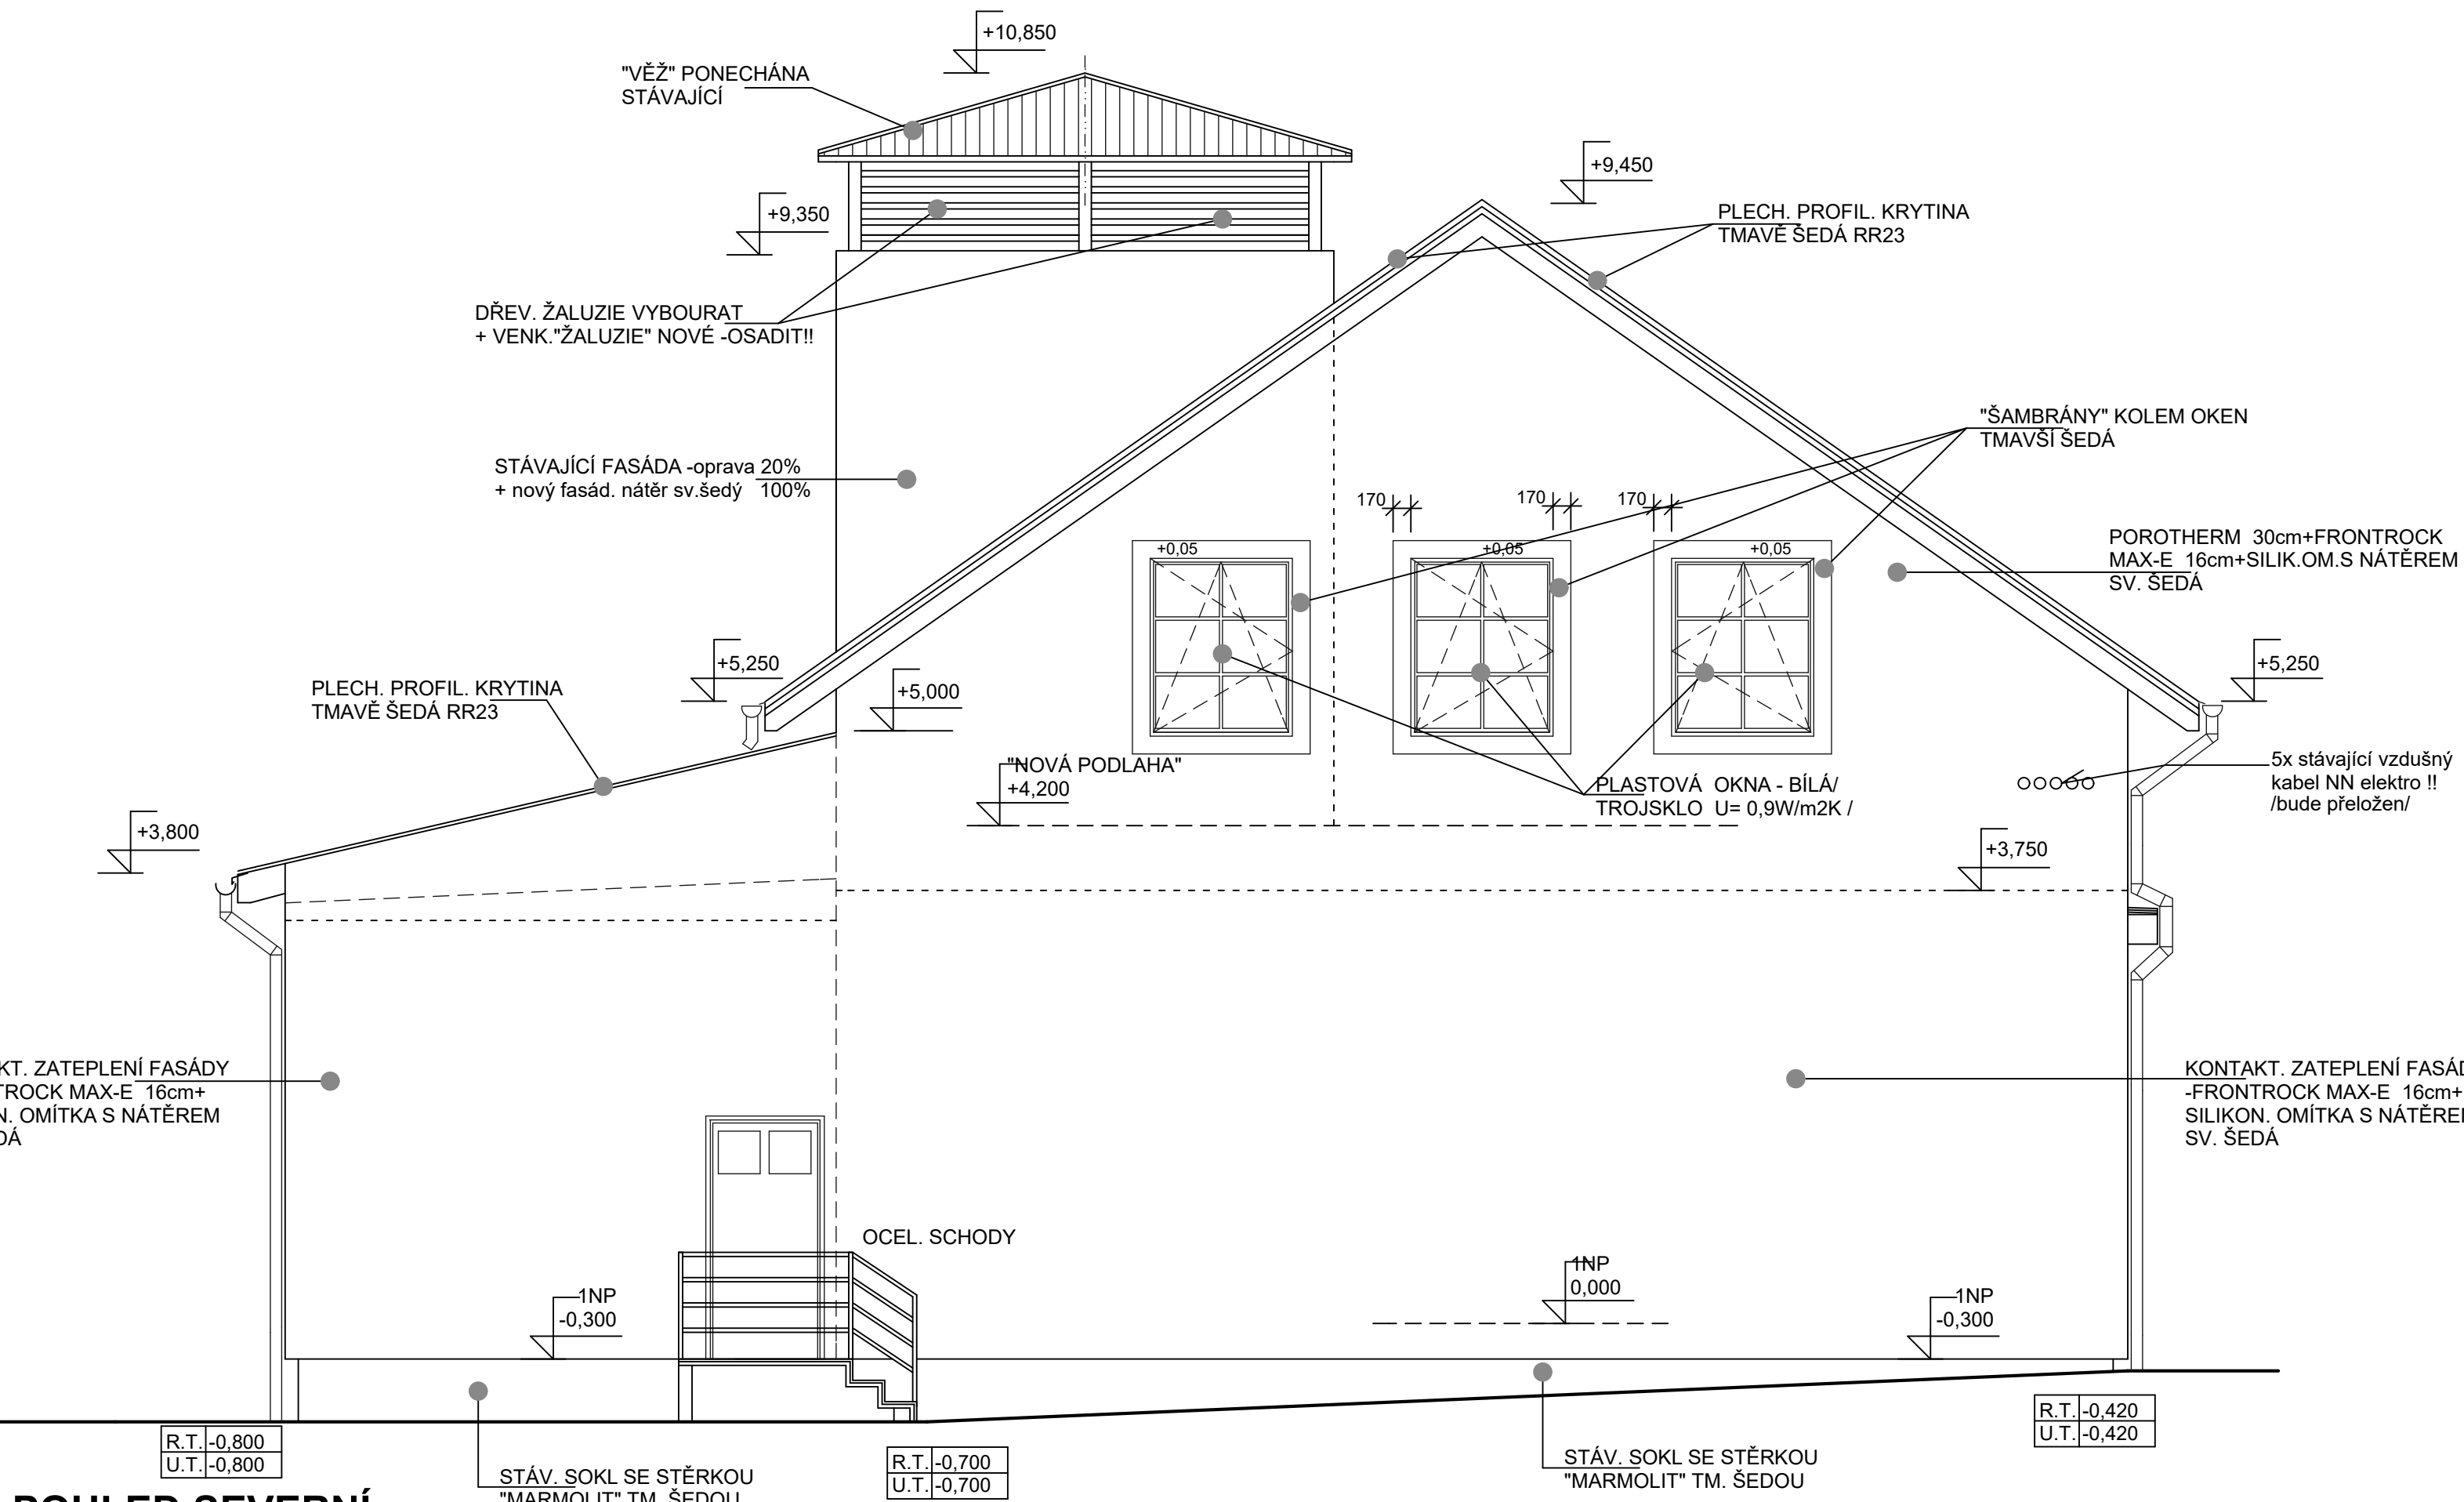 +10,850
"VĚŽ" PONECHÁNA
STÁVAJÍCÍ
+9,450
+9,350
PLECH. PROFIL. KRYTINA
TMAVĚ ŠEDÁ RR23
DŘEV. ŽALUZIE VYBOURAT
+ VENK."ŽALUZIE" NOVÉ -OSADIT!!
"ŠAMBRÁNY" KOLEM OKEN
TMAVŠÍ ŠEDÁ
STÁVAJÍCÍ FASÁDA -oprava 20%
+ nový fasád. nátěr sv.šedý 100%
170
170
170
POROTHERM 30cm+FRONTROCK
MAX-E 16cm+SILIK.OM.S NÁTĚREM
SV. ŠEDÁ
+0,05
+0,05
+0,05
+5,250
+5,000
+5,250
PLECH. PROFIL. KRYTINA
TMAVĚ ŠEDÁ RR23
"NOVÁ PODLAHA"
+4,200
PLASTOVÁ OKNA - BÍLÁ/
TROJSKLO U= 0,9W/m2K /
5x stávající vzdušný
kabel NN elektro !!
/bude přeložen/
+3,800
+3,750
KT. ZATEPLENÍ FASÁDY
TROCK MAX-E 16cm+
N. OMÍTKA S NÁTĚREM
DÁ
KONTAKT. ZATEPLENÍ FASÁD
-FRONTROCK MAX-E 16cm+
SILIKON. OMÍTKA S NÁTĚREM
SV. ŠEDÁ
OCEL. SCHODY
1NP
-0,300
1NP
0,000
1NP
-0,300
R.T. -0,800
U.T. -0,800
R.T. -0,700
U.T. -0,700
R.T. -0,420
U.T. -0,420
STÁV. SOKL SE STĚRKOU
"MARMOLIT" TM. ŠEDOU
STÁV. SOKL SE STĚRKOU
"MARMOLIT" TM. ŠEDOU
POHLED SEVERNÍ